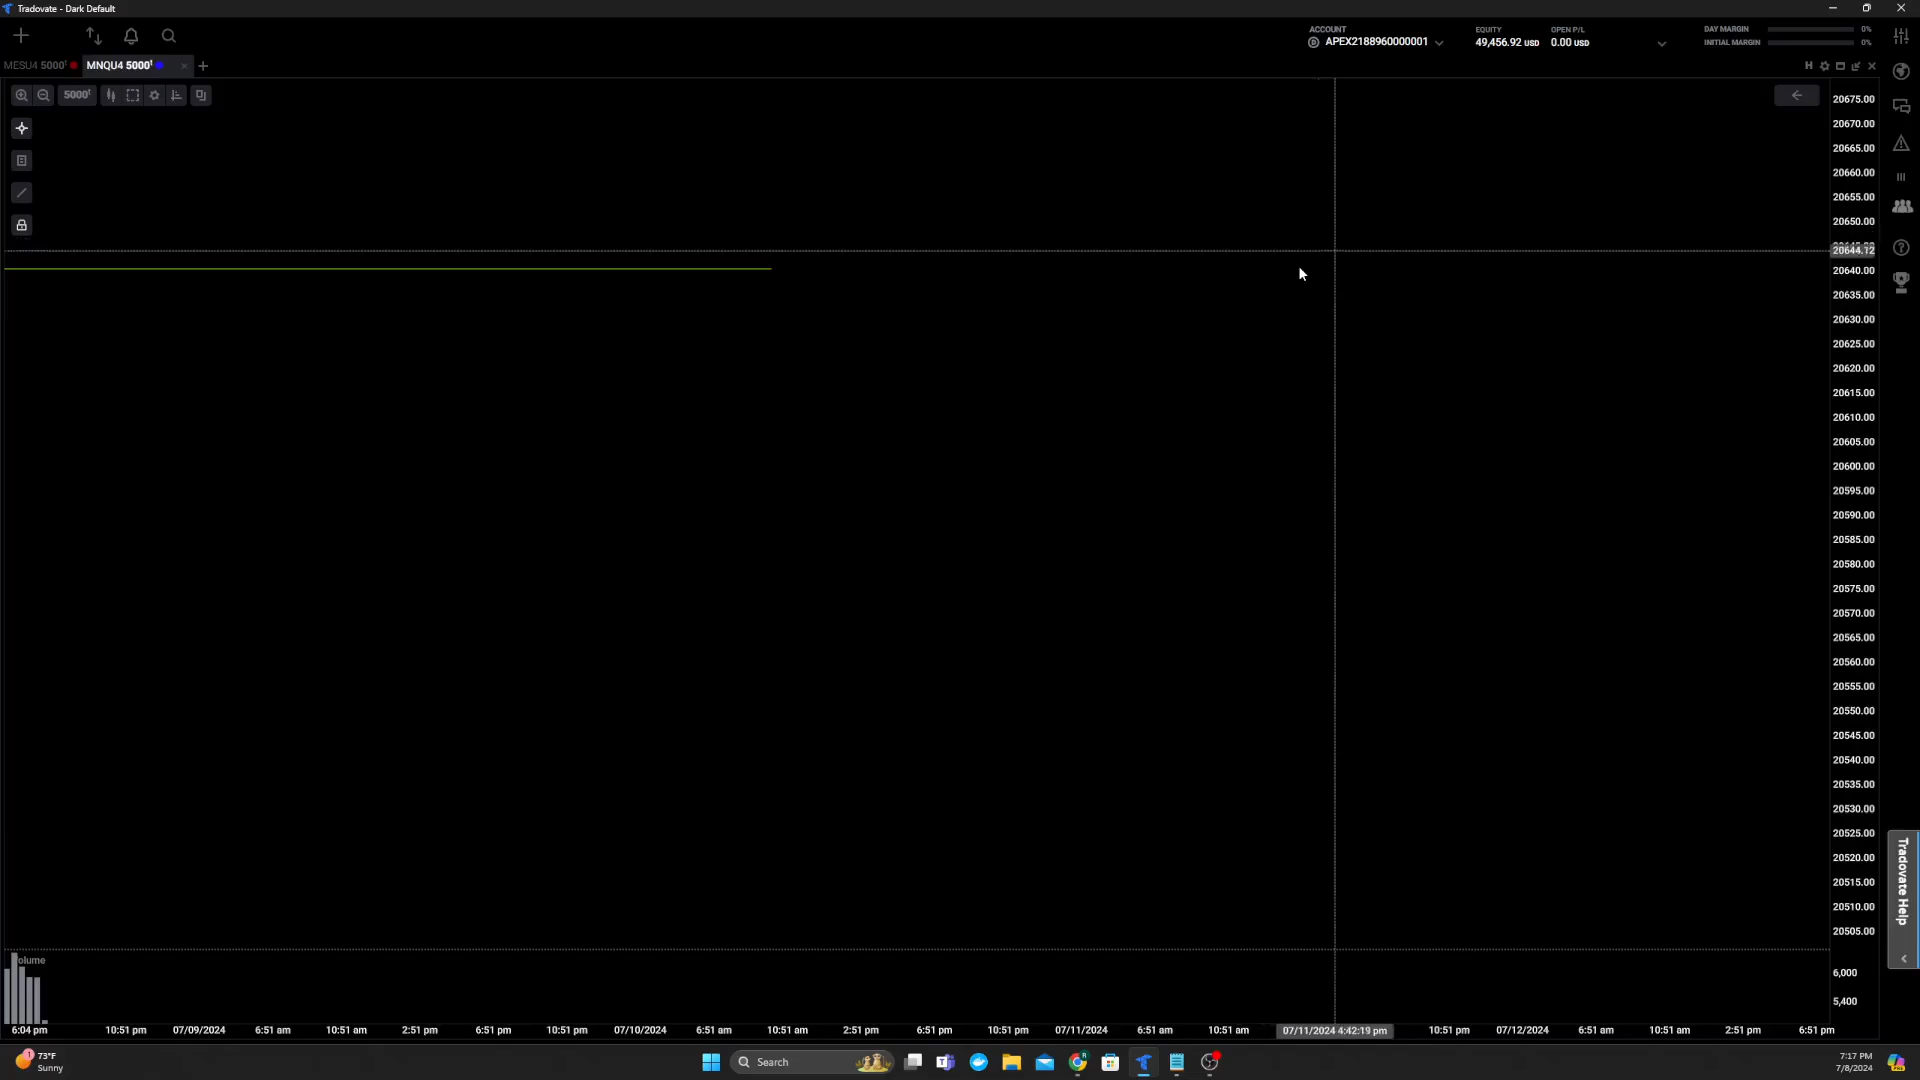 Tradovate - Dark Default
ACCOUNT
APEX2188960000001
EQUITY
49,456.92 USD
OPEN P/L
0.00 USD
DAY MARGIN
0%
INITIAL MARGIN
0%
MESU4 5000t
MNQU4 5000t
H
5000t
20675.00
20670.00
20665.00
20660.00
20655.00
20650.00
20644.12
20640.00
20635.00
20630.00
20625.00
20620.00
20615.00
20610.00
20605.00
20600.00
20595.00
20590.00
20585.00
20580.00
20575.00
20570.00
20565.00
20560.00
20555.00
20550.00
20545.00
20540.00
20535.00
20530.00
20525.00
20520.00
20515.00
20510.00
20505.00
Tradovate Help
olume
6,000
5,400
6:04 pm 10:51 pm 07/09/2024 6:51 am 10:51 am 2:51 pm 6:51 pm 10:51 pm 07/10/2024 6:51 am 10:51 am 2:51 pm 6:51 pm 10:51 pm 07/11/2024 6:51 am 10:51 am 07/11/2024 4:42:19 pm 10:51 pm 07/12/2024 6:51 am 10:51 am 2:51 pm 6:51 pm
1
73°F
Sunny
Search
7:17 PM
7/8/2024